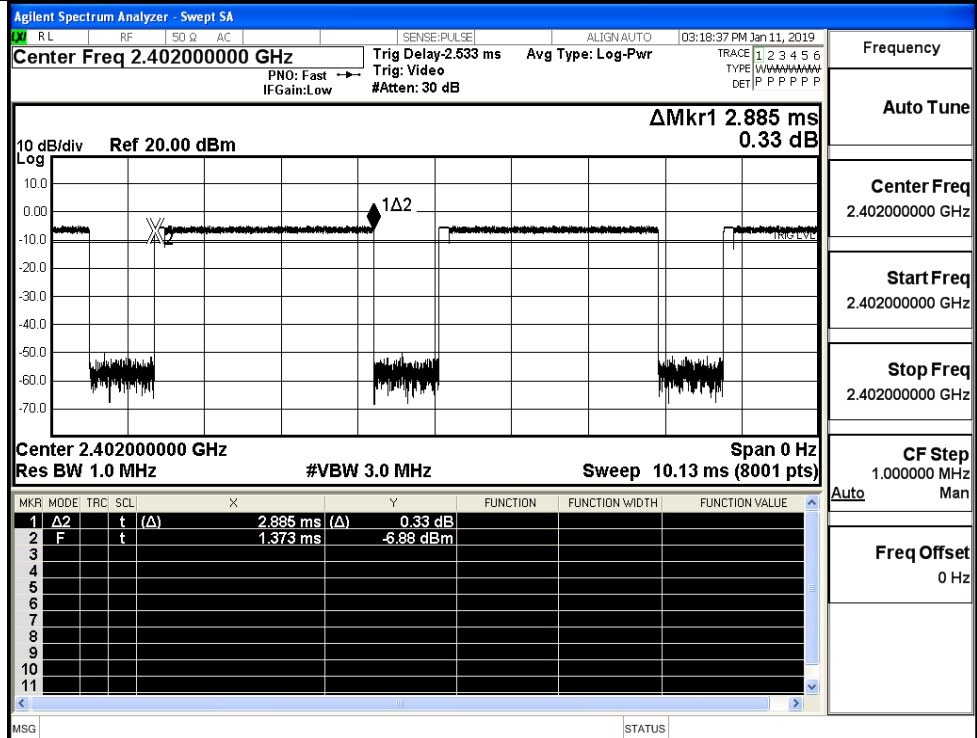 Agilent Spectrum Analyzer - Swept SA
LXI RL RF 50 Ω AC SENSE:PULSE ALIGN AUTO 03:18:37 PM Jan 11, 2019
Center Freq 2.402000000 GHz
PNO: Fast
IFGain:Low
Trig Delay-2.533 ms
Trig: Video
#Atten: 30 dB
Avg Type: Log-Pwr
TRACE 1 2 3 4 5 6
TYPE WWWWWW
DET P P P P P P
ΔMkr1 2.885 ms
0.33 dB
10 dB/div Ref 20.00 dBm
Log
10.0
0.00
-10.0
-20.0
-30.0
-40.0
-50.0
-60.0
-70.0
1Δ2
2
TRIG LVL
Center 2.402000000 GHz Span 0 Hz
Res BW 1.0 MHz #VBW 3.0 MHz Sweep 10.13 ms (8001 pts)
MKR MODE TRC SCL X Y FUNCTION FUNCTION WIDTH FUNCTION VALUE
1 Δ2 t (Δ) 2.885 ms (Δ) 0.33 dB
2 F t 1.373 ms -6.88 dBm
3
4
5
6
7
8
9
10
11
MSG STATUS
Frequency
Auto Tune
Center Freq
2.402000000 GHz
Start Freq
2.402000000 GHz
Stop Freq
2.402000000 GHz
CF Step
1.000000 MHz
Auto Man
Freq Offset
0 Hz